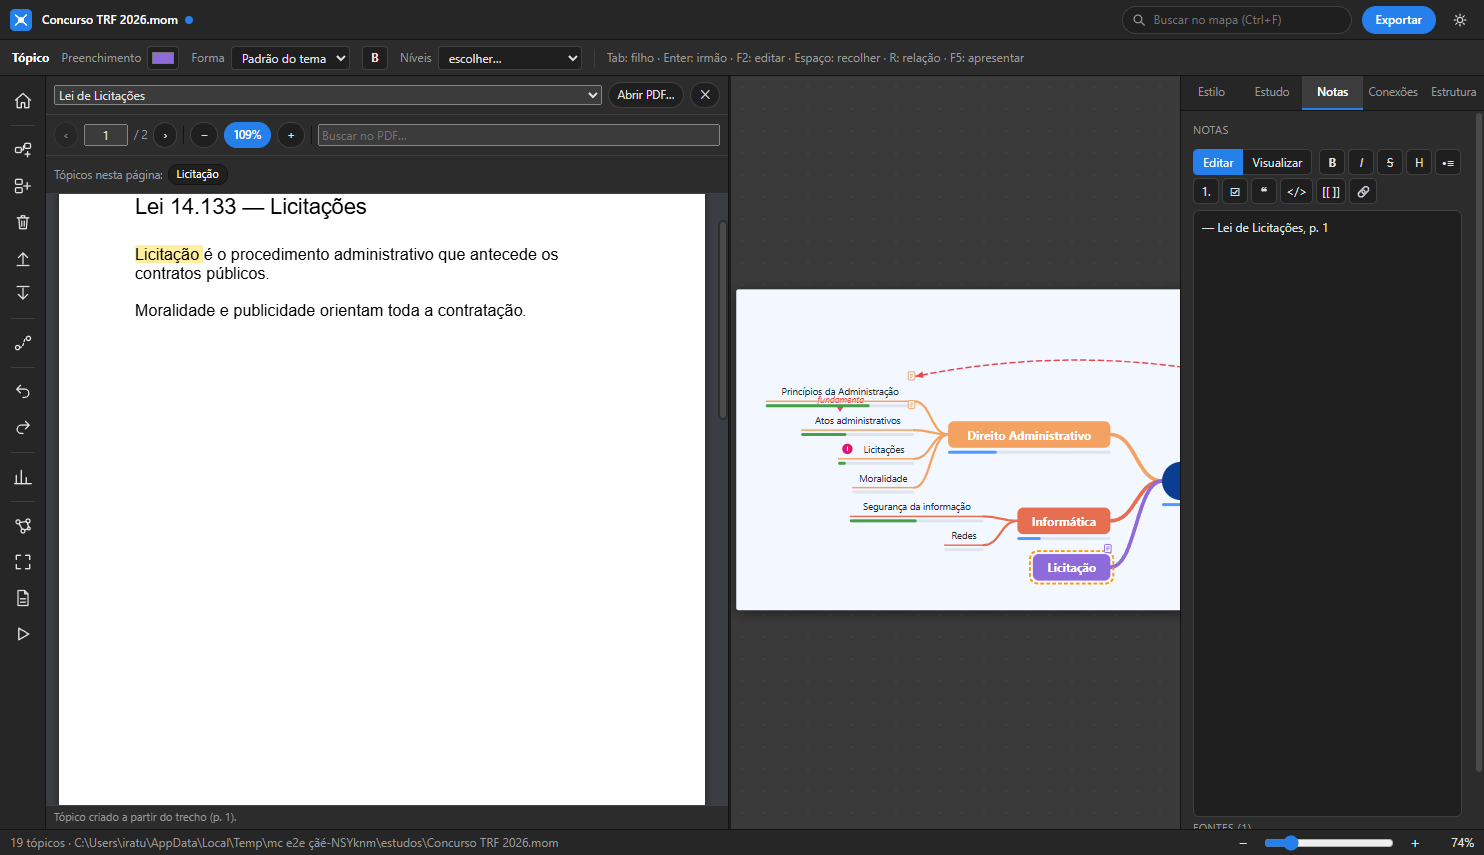 Concurso TRF 2026.mom
Buscar no mapa (Ctrl+F)
Exportar
Tópico
Preenchimento
Forma
Padrão do tema
B
Níveis
escolher...
Tab: filho · Enter: irmão · F2: editar · Espaço: recolher · R: relação · F5: apresentar
Lei de Licitações
Abrir PDF...
1
/ 2
109%
Buscar no PDF...
Tópicos nesta página:
Licitação
Lei 14.133 — Licitações
Licitação é o procedimento administrativo que antecede os
contratos públicos.
Moralidade e publicidade orientam toda a contratação.
Tópico criado a partir do trecho (p. 1).
Princípios da Administração
fundamenta
Atos administrativos
Licitações
Moralidade
Direito Administrativo
Segurança da informação
Redes
Informática
Licitação
Estilo
Estudo
Notas
Conexões
Estrutura
NOTAS
Editar
Visualizar
B
I
S
H
•≡
1.
❝
</>
[[ ]]
— Lei de Licitações, p. 1
FONTES (1)
19 tópicos · C:\Users\iratu\AppData\Local\Temp\mc e2e çãé-NSYknm\estudos\Concurso TRF 2026.mom
74%